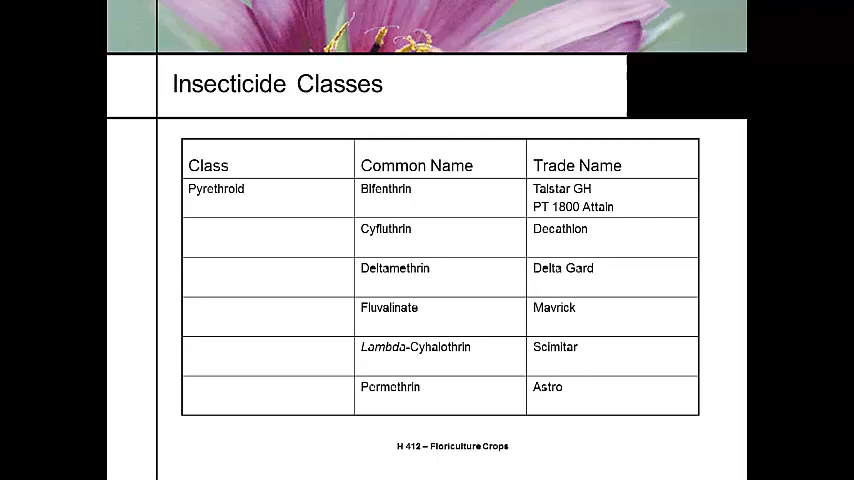 Insecticide Classes
Class Common Name Trade Name
Pyrethroid Bifenthrin Talstar GH
PT 1800 Attain
Cyfluthrin Decathlon
Deltamethrin Delta Gard
Fluvalinate Mavrick
Lambda-Cyhalothrin Scimitar
Permethrin Astro
H 412 – Floriculture Crops